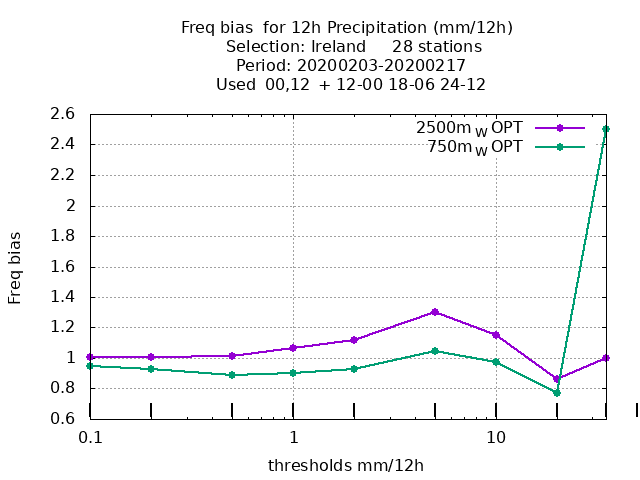 Freq bias  for 12h Precipitation (mm/12h)
Selection: Ireland     28 stations
Period: 20200203-20200217
Used  00,12  + 12-00 18-06 24-12
2500m_W OPT
750m_W OPT
Freq bias
2.6
2.4
2.2
2
1.8
1.6
1.4
1.2
1
0.8
0.6
0.1
1
10
thresholds mm/12h